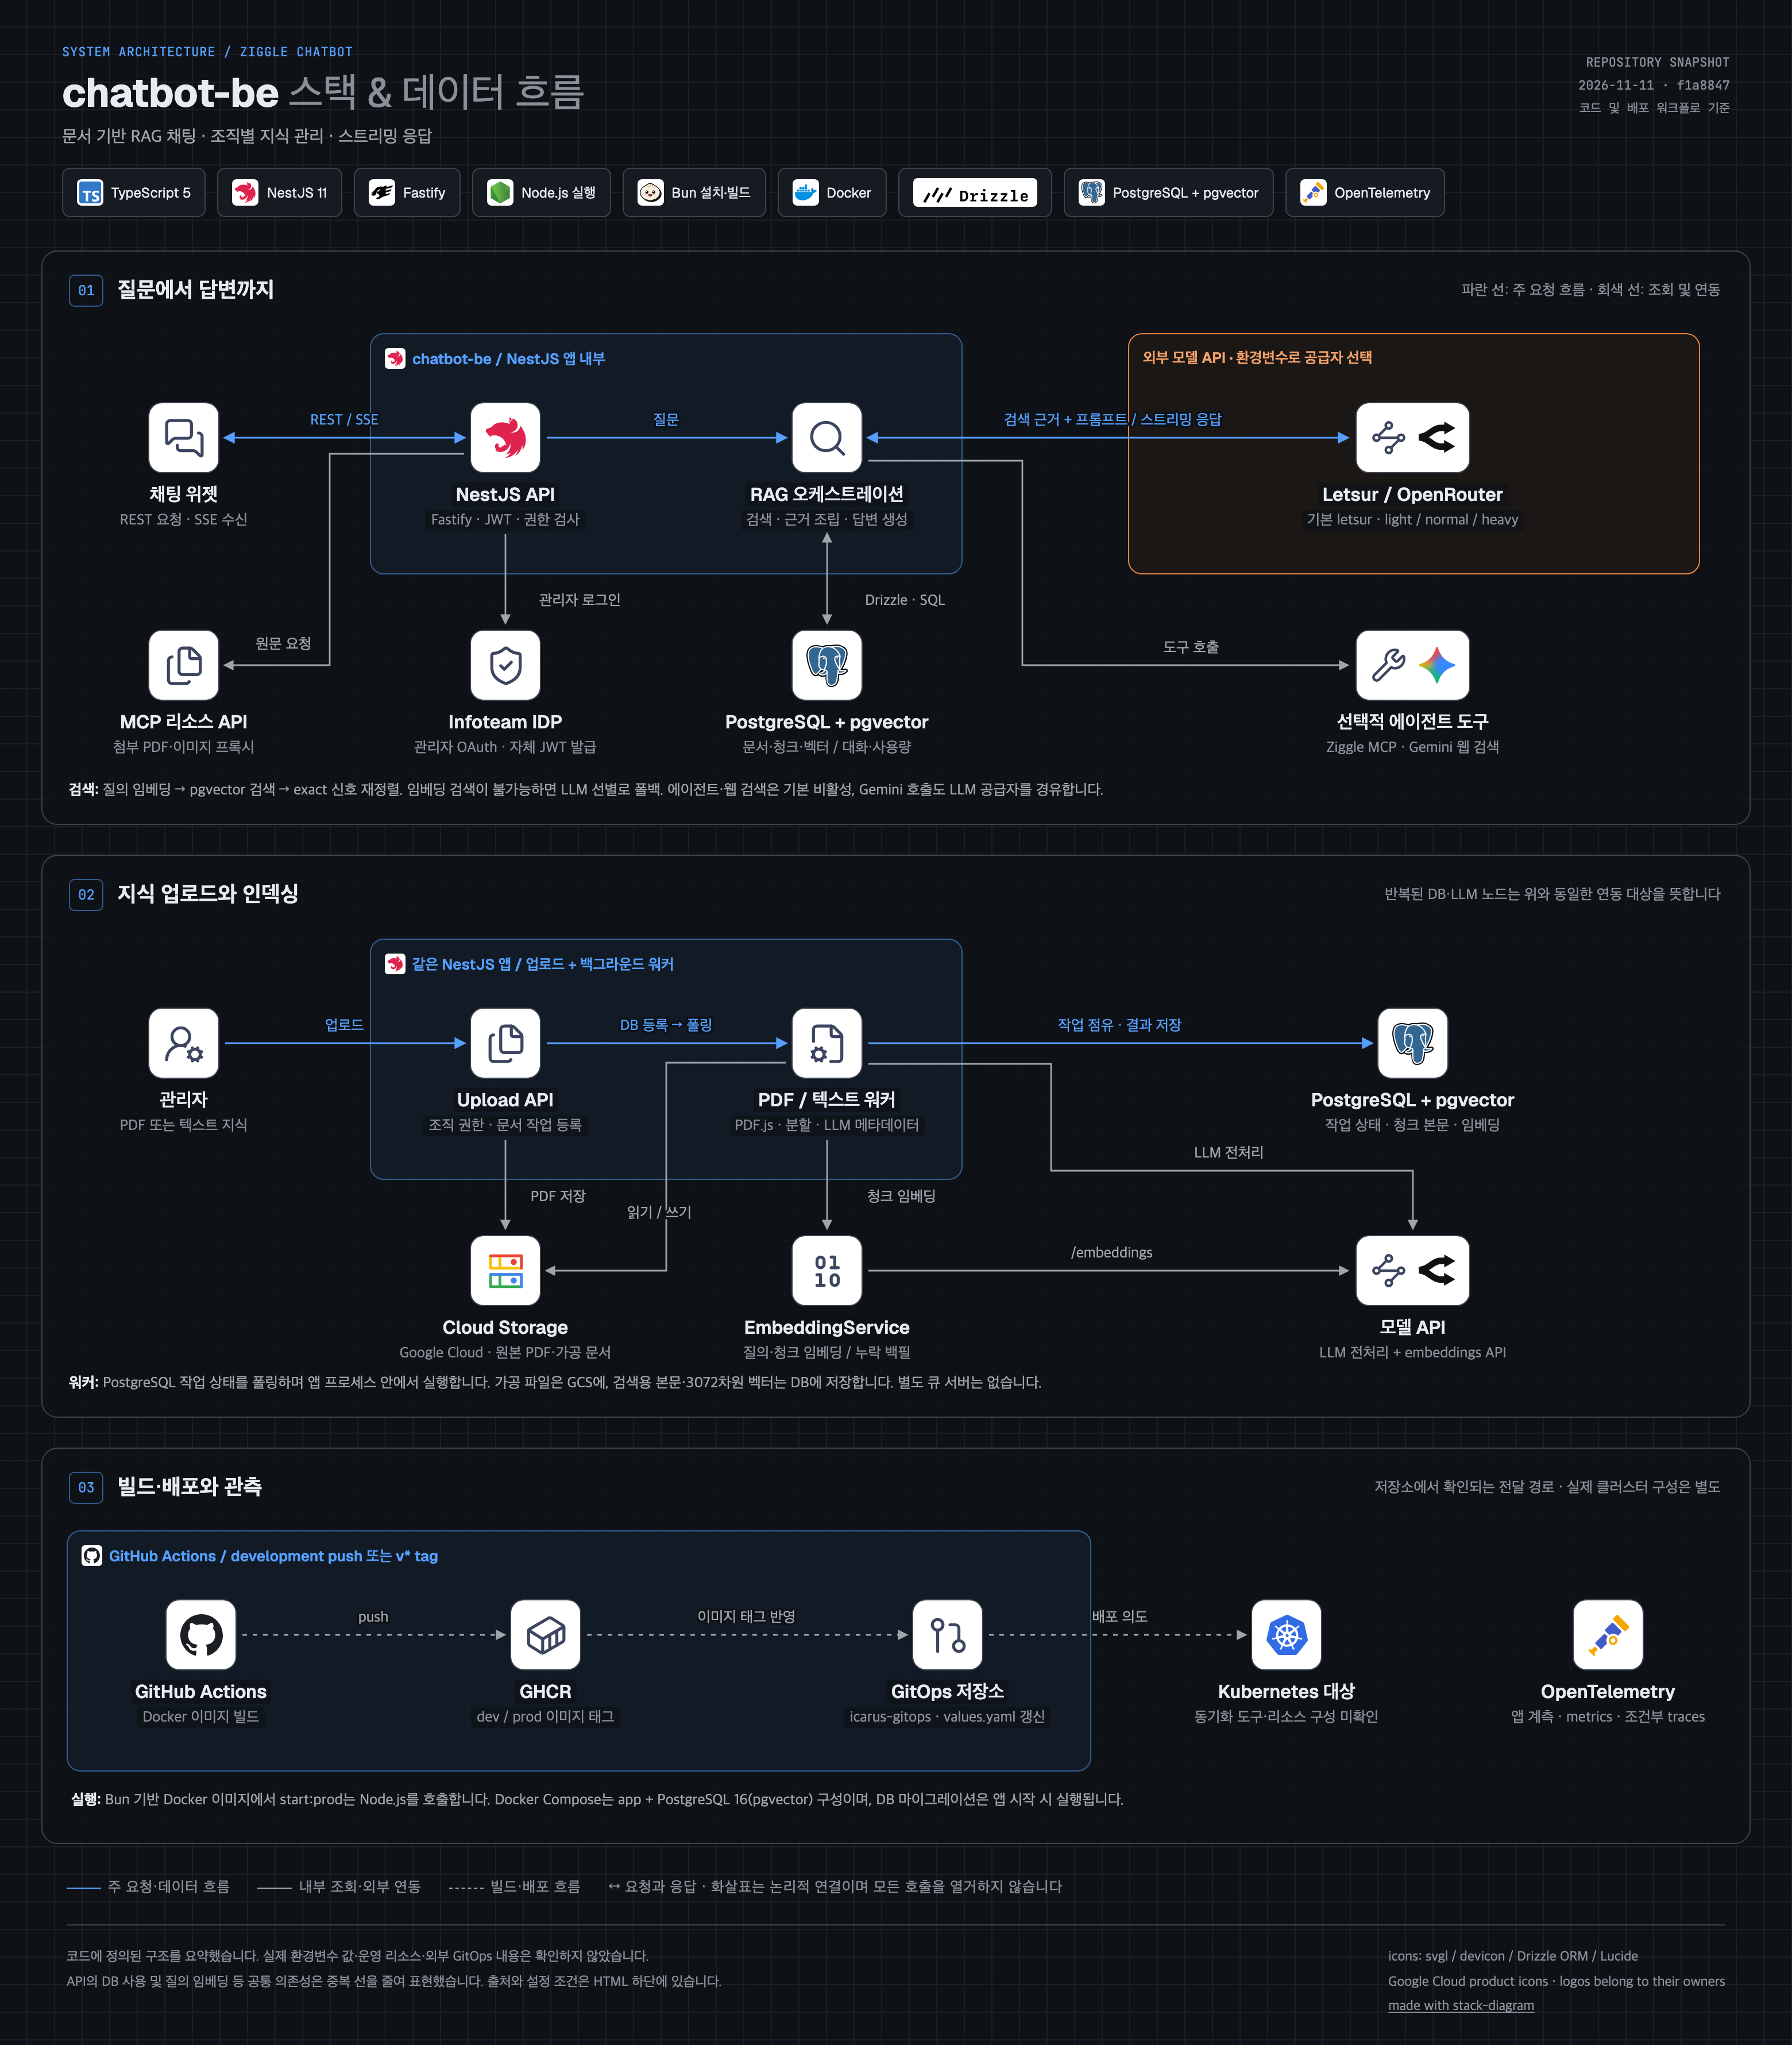 SYSTEM ARCHITECTURE / ZIGGLE CHATBOT
chatbot-be 스택 & 데이터 흐름
문서 기반 RAG 채팅 · 조직별 지식 관리 · 스트리밍 응답
REPOSITORY SNAPSHOT
2026-11-11 · f1a8847
코드 및 배포 워크플로 기준
TS TypeScript 5
NestJS 11
Fastify
Node.js 실행
Bun 설치·빌드
Docker
Drizzle
PostgreSQL + pgvector
OpenTelemetry
01 질문에서 답변까지
파란 선: 주 요청 흐름 · 회색 선: 조회 및 연동
chatbot-be / NestJS 앱 내부
외부 모델 API · 환경변수로 공급자 선택
REST / SSE
질문
검색 근거 + 프롬프트 / 스트리밍 응답
채팅 위젯
REST 요청 · SSE 수신
NestJS API
Fastify · JWT · 권한 검사
RAG 오케스트레이션
검색 · 근거 조립 · 답변 생성
Letsur / OpenRouter
기본 letsur · light / normal / heavy
관리자 로그인
Drizzle · SQL
원문 요청
도구 호출
MCP 리소스 API
첨부 PDF·이미지 프록시
Infoteam IDP
관리자 OAuth · 자체 JWT 발급
PostgreSQL + pgvector
문서·청크·벡터 / 대화·사용량
선택적 에이전트 도구
Ziggle MCP · Gemini 웹 검색
검색: 질의 임베딩 → pgvector 검색 → exact 신호 재정렬. 임베딩 검색이 불가능하면 LLM 선별로 폴백. 에이전트·웹 검색은 기본 비활성, Gemini 호출도 LLM 공급자를 경유합니다.
02 지식 업로드와 인덱싱
반복된 DB·LLM 노드는 위와 동일한 연동 대상을 뜻합니다
같은 NestJS 앱 / 업로드 + 백그라운드 워커
업로드
DB 등록 → 폴링
작업 점유 · 결과 저장
관리자
PDF 또는 텍스트 지식
Upload API
조직 권한 · 문서 작업 등록
PDF / 텍스트 워커
PDF.js · 분할 · LLM 메타데이터
PostgreSQL + pgvector
작업 상태 · 청크 본문 · 임베딩
LLM 전처리
PDF 저장
읽기 / 쓰기
청크 임베딩
/embeddings
01
10
Cloud Storage
Google Cloud · 원본 PDF·가공 문서
EmbeddingService
질의·청크 임베딩 / 누락 백필
모델 API
LLM 전처리 + embeddings API
워커: PostgreSQL 작업 상태를 폴링하며 앱 프로세스 안에서 실행합니다. 가공 파일은 GCS에, 검색용 본문·3072차원 벡터는 DB에 저장합니다. 별도 큐 서버는 없습니다.
03 빌드·배포와 관측
저장소에서 확인되는 전달 경로 · 실제 클러스터 구성은 별도
GitHub Actions / development push 또는 v* tag
push
이미지 태그 반영
배포 의도
GitHub Actions
Docker 이미지 빌드
GHCR
dev / prod 이미지 태그
GitOps 저장소
icarus-gitops · values.yaml 갱신
Kubernetes 대상
동기화 도구·리소스 구성 미확인
OpenTelemetry
앱 계측 · metrics · 조건부 traces
실행: Bun 기반 Docker 이미지에서 start:prod는 Node.js를 호출합니다. Docker Compose는 app + PostgreSQL 16(pgvector) 구성이며, DB 마이그레이션은 앱 시작 시 실행됩니다.
주 요청·데이터 흐름
내부 조회·외부 연동
빌드·배포 흐름
↔ 요청과 응답 · 화살표는 논리적 연결이며 모든 호출을 열거하지 않습니다
코드에 정의된 구조를 요약했습니다. 실제 환경변수 값·운영 리소스·외부 GitOps 내용은 확인하지 않았습니다.
API의 DB 사용 및 질의 임베딩 등 공통 의존성은 중복 선을 줄여 표현했습니다. 출처와 설정 조건은 HTML 하단에 있습니다.
icons: svgl / devicon / Drizzle ORM / Lucide
Google Cloud product icons · logos belong to their owners
made with stack-diagram